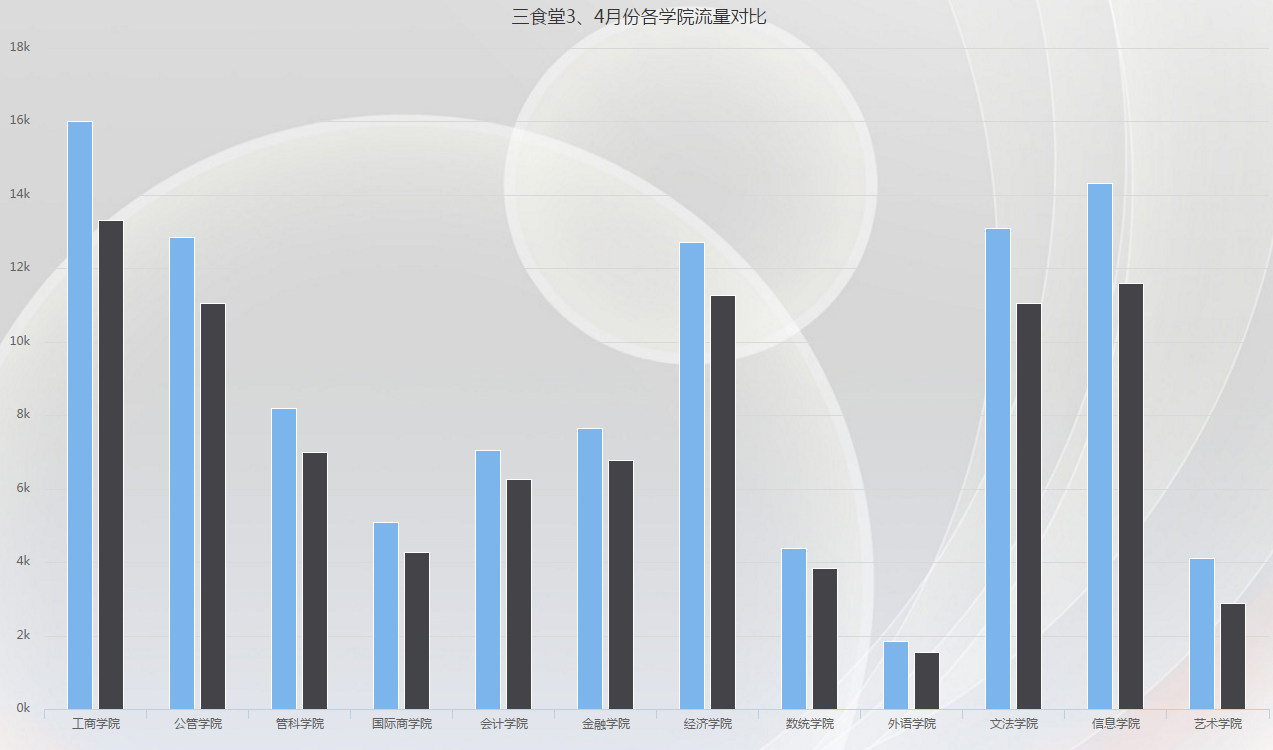 三食堂3、4月份各学院流量对比
18k
16k
14k
12k
10k
8k
6k
4k
2k
0k
工商学院 公管学院 管科学院 国际商学院 会计学院 金融学院 经济学院 数统学院 外语学院 文法学院 信息学院 艺术学院